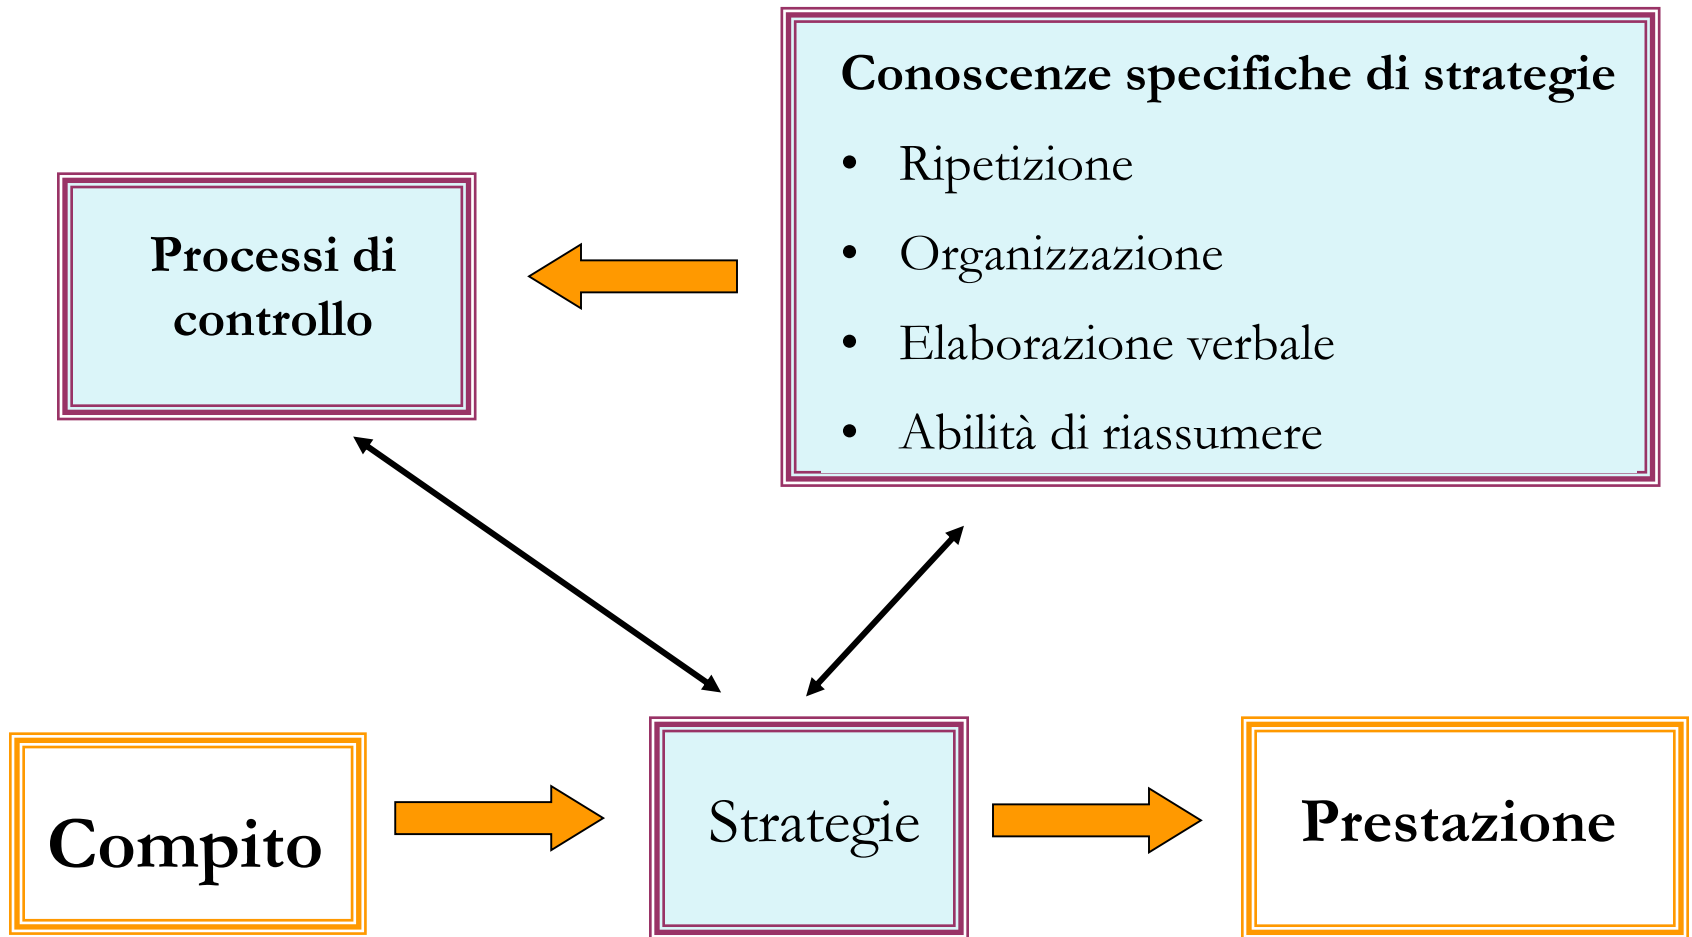 Conoscenze specifiche di strategie
• Ripetizione
• Organizzazione
• Elaborazione verbale
• Abilità di riassumere
Processi di
controllo
Compito
Strategie
Prestazione